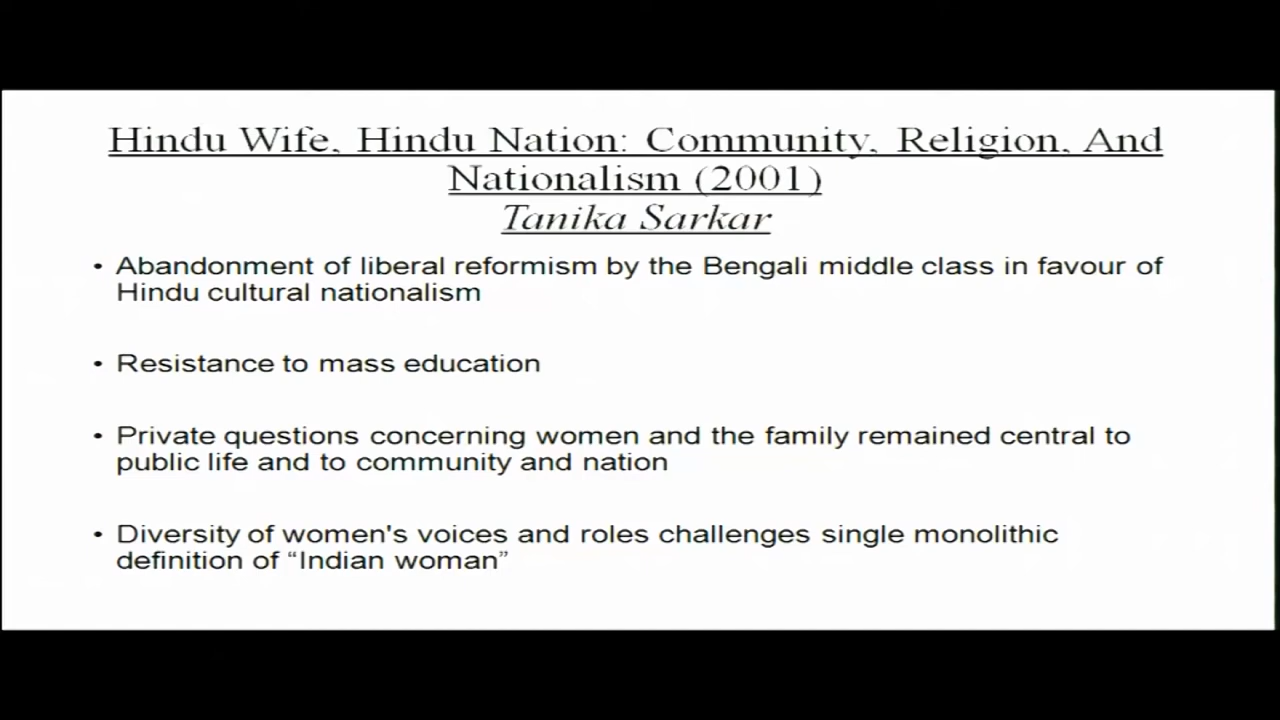 Hindu Wife, Hindu Nation: Community, Religion, And
Nationalism (2001)
Tanika Sarkar
• Abandonment of liberal reformism by the Bengali middle class in favour of
Hindu cultural nationalism
• Resistance to mass education
• Private questions concerning women and the family remained central to
public life and to community and nation
• Diversity of women's voices and roles challenges single monolithic
definition of “Indian woman”